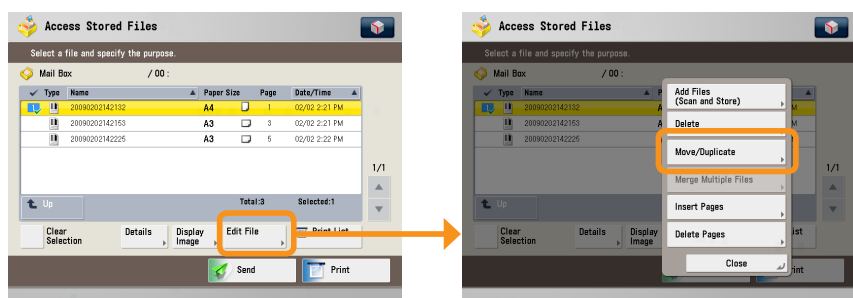 Access Stored Files
Select a file and specify the purpose.
Mail Box / 00 :
Type Name Paper Size Page Date/Time
1 20090202142132 A4 1 02/02 2:21 PM
20090202142153 A3 3 02/02 2:21 PM
20090202142225 A3 5 02/02 2:22 PM
1/1
Up Total:3 Selected:1
Clear Selection
Details
Display Image
Edit File
Print List
Send
Print
Access Stored Files
Select a file and specify the purpose.
Mail Box / 00 :
Type Name
1 20090202142132
20090202142153
20090202142225
1/1
Up
Clear Selection
Details
Display Image
Add Files
(Scan and Store)
Delete
Move/Duplicate
Merge Multiple Files
Insert Pages
Delete Pages
Close